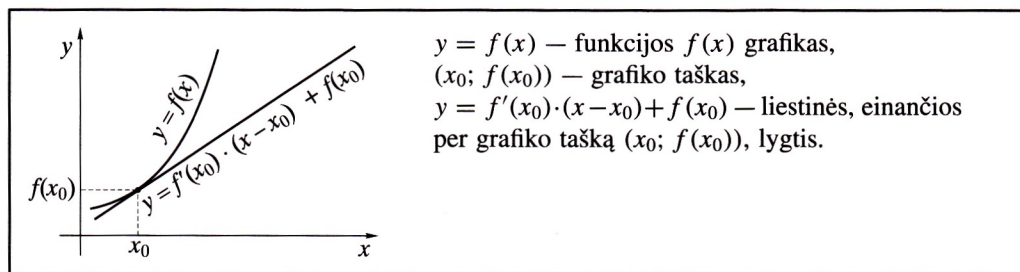 y
y = f(x)
y = f′(x₀) · (x − x₀) + f(x₀)
f(x₀)
x₀
x
y = f(x) — funkcijos f(x) grafikas,
(x₀; f(x₀)) — grafiko taškas,
y = f′(x₀)·(x−x₀)+f(x₀) — liestinės, einančios
per grafiko tašką (x₀; f(x₀)), lygtis.